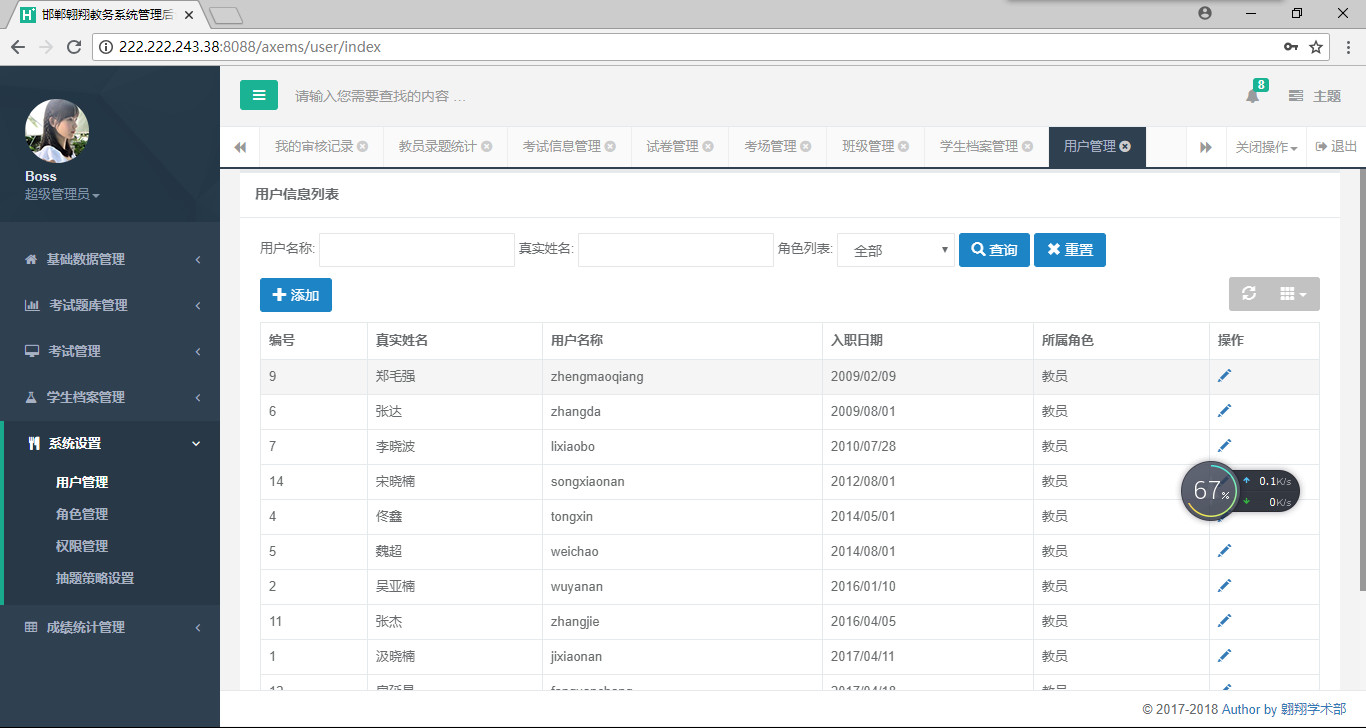 邯郸翱翔教务系统管理后
222.222.243.38:8088/axems/user/index
请输入您需要查找的内容 …
8
主题
Boss
超级管理员
我的审核记录
教员录题统计
考试信息管理
试卷管理
考场管理
班级管理
学生档案管理
用户管理
关闭操作
退出
基础数据管理
考试题库管理
考试管理
学生档案管理
系统设置
用户管理
角色管理
权限管理
抽题策略设置
成绩统计管理
用户信息列表
用户名称: 真实姓名: 角色列表: 全部 查询 重置
添加
编号 真实姓名 用户名称 入职日期 所属角色 操作
9 郑毛强 zhengmaoqiang 2009/02/09 教员
6 张达 zhangda 2009/08/01 教员
7 李晓波 lixiaobo 2010/07/28 教员
14 宋晓楠 songxiaonan 2012/08/01 教员
4 佟鑫 tongxin 2014/05/01 教员
5 魏超 weichao 2014/08/01 教员
2 吴亚楠 wuyanan 2016/01/10 教员
11 张杰 zhangjie 2016/04/05 教员
1 汲晓楠 jixiaonan 2017/04/11 教员
67%
0.1K/s
0K/s
© 2017-2018 Author by 翱翔学术部